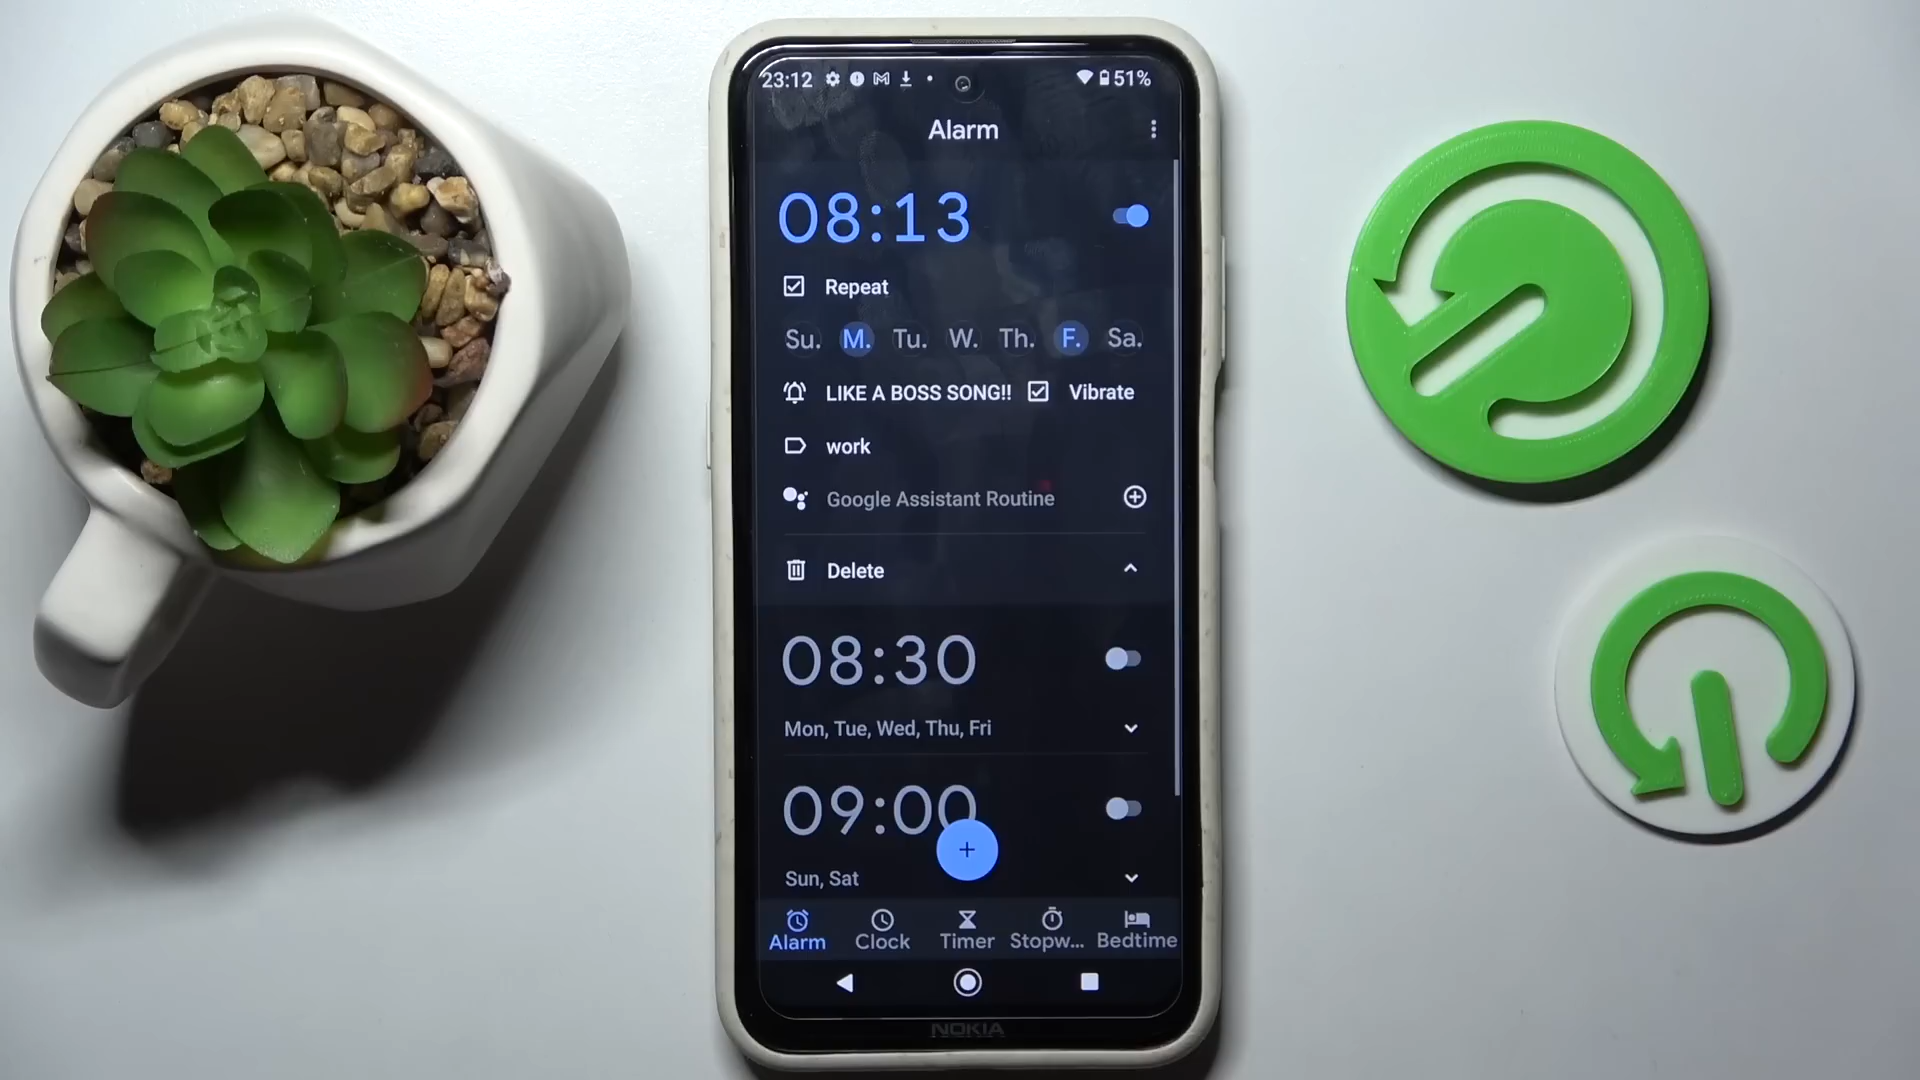 23:12 51%
Alarm
08:13
Repeat
Su. M. Tu. W. Th. F. Sa.
LIKE A BOSS SONG!! Vibrate
work
Google Assistant Routine
Delete
08:30
Mon, Tue, Wed, Thu, Fri
09:00
+
Sun, Sat
Alarm Clock Timer Stopw... Bedtime
NOKIA